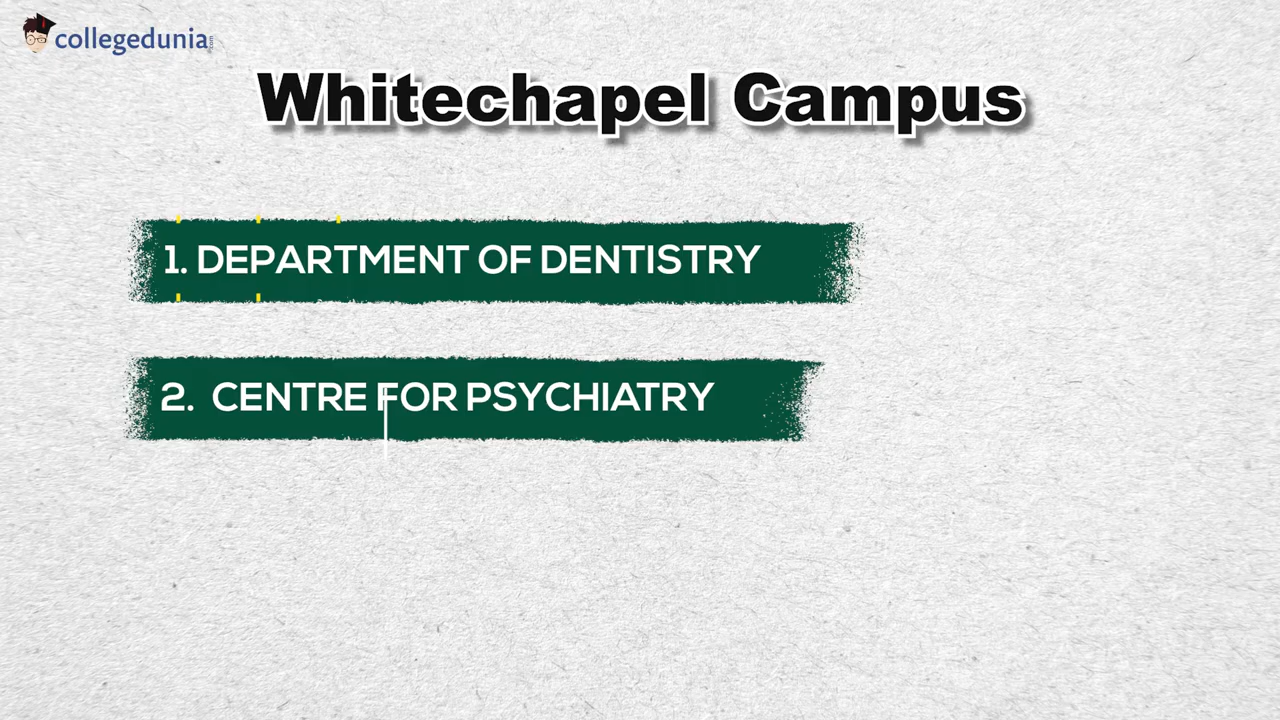 collegedunia
Whitechapel Campus
1. DEPARTMENT OF DENTISTRY
2. CENTRE FOR PSYCHIATRY